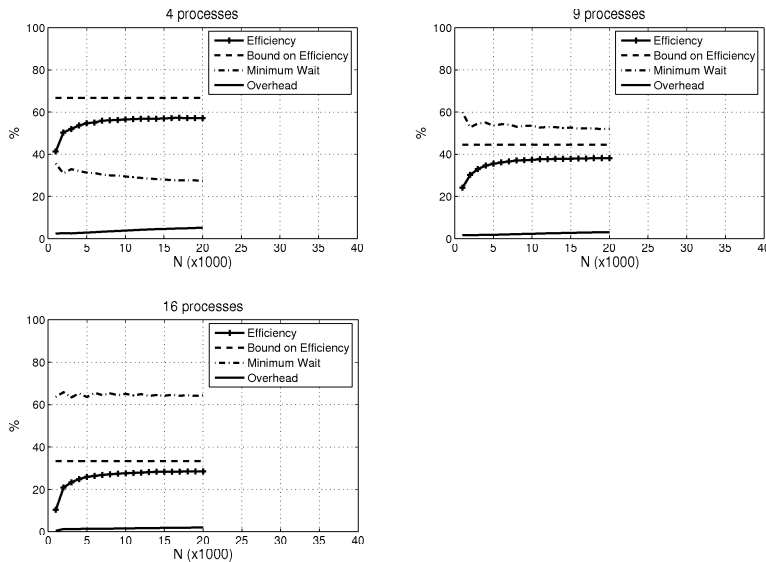 4 processes
100
80
60
40
20
0
%
0 5 10 15 20 25 30 35 40
N (x1000)
Efficiency
Bound on Efficiency
Minimum Wait
Overhead
9 processes
100
80
60
40
20
0
%
0 5 10 15 20 25 30 35 40
N (x1000)
Efficiency
Bound on Efficiency
Minimum Wait
Overhead
16 processes
100
80
60
40
20
0
%
0 5 10 15 20 25 30 35 40
N (x1000)
Efficiency
Bound on Efficiency
Minimum Wait
Overhead